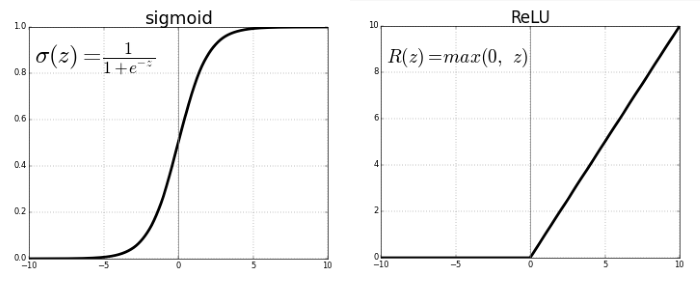 sigmoid
σ(z)=1/(1+e^{-z})
1.0
0.8
0.6
0.4
0.2
0.0
−10 −5 0 5 10
ReLU
R(z)=max(0, z)
10
8
6
4
2
0
−10 −5 0 5 10